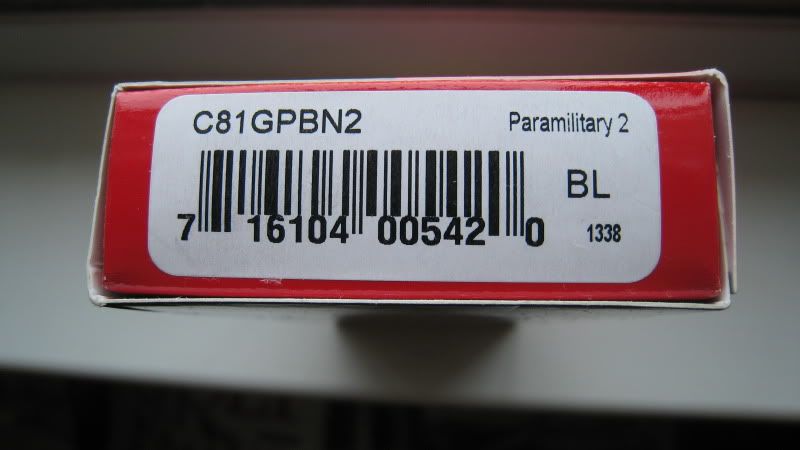 C81GPBN2 Paramilitary 2
BL
7 16104 00542 0 1338